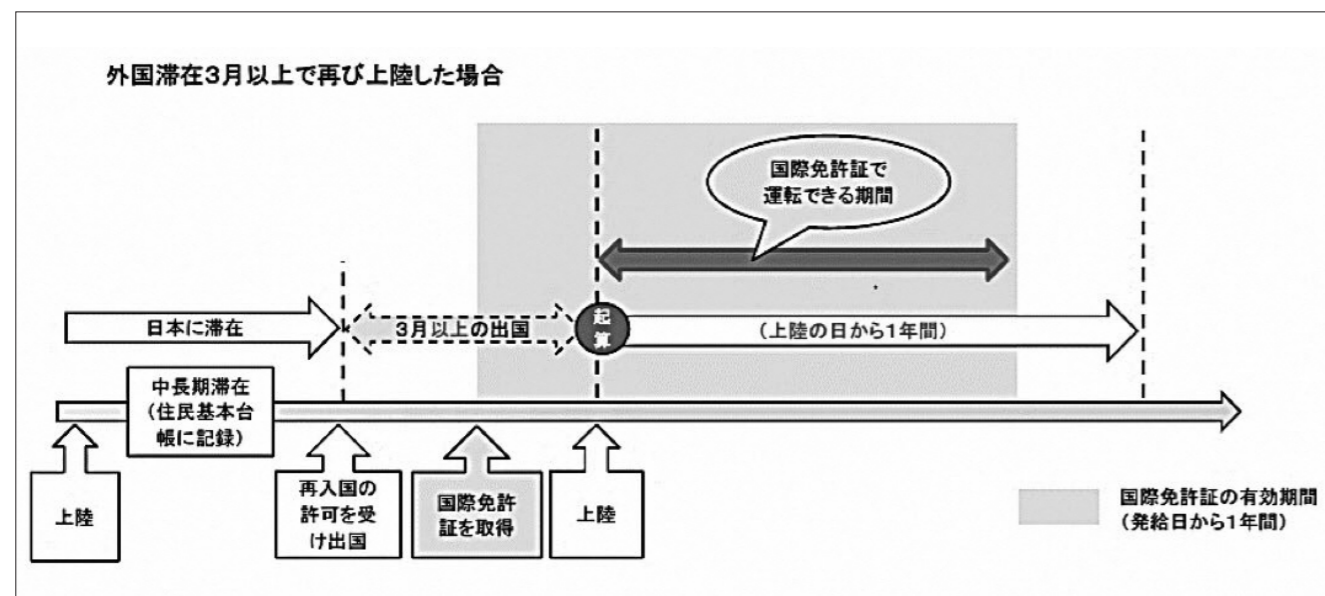 外国滞在3月以上で再び上陸した場合
国際免許証で
運転できる期間
日本に滞在
3月以上の出国
起
算
(上陸の日から1年間)
中長期滞在
(住民基本台
帳に記録)
上陸
再入国の
許可を受
け出国
国際免許
証を取得
上陸
国際免許証の有効期間
(発給日から1年間)